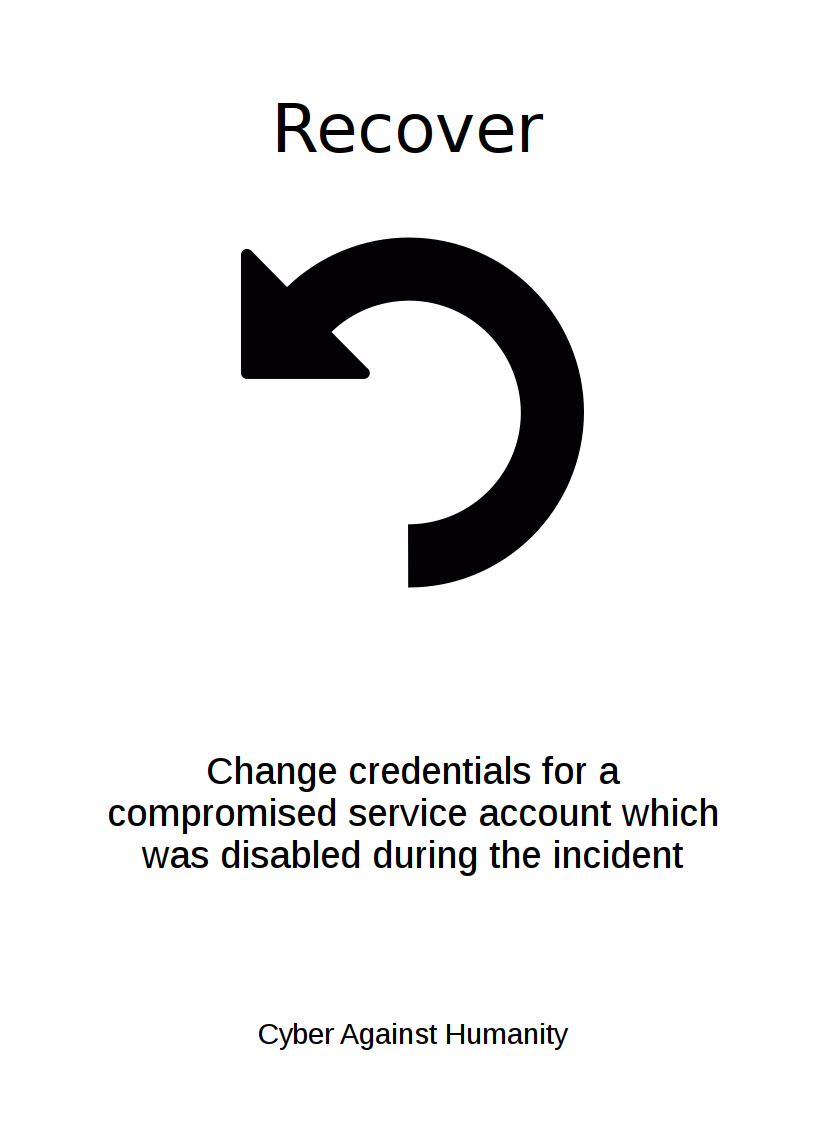 Recover
Change credentials for a
compromised service account which
was disabled during the incident
Cyber Against Humanity